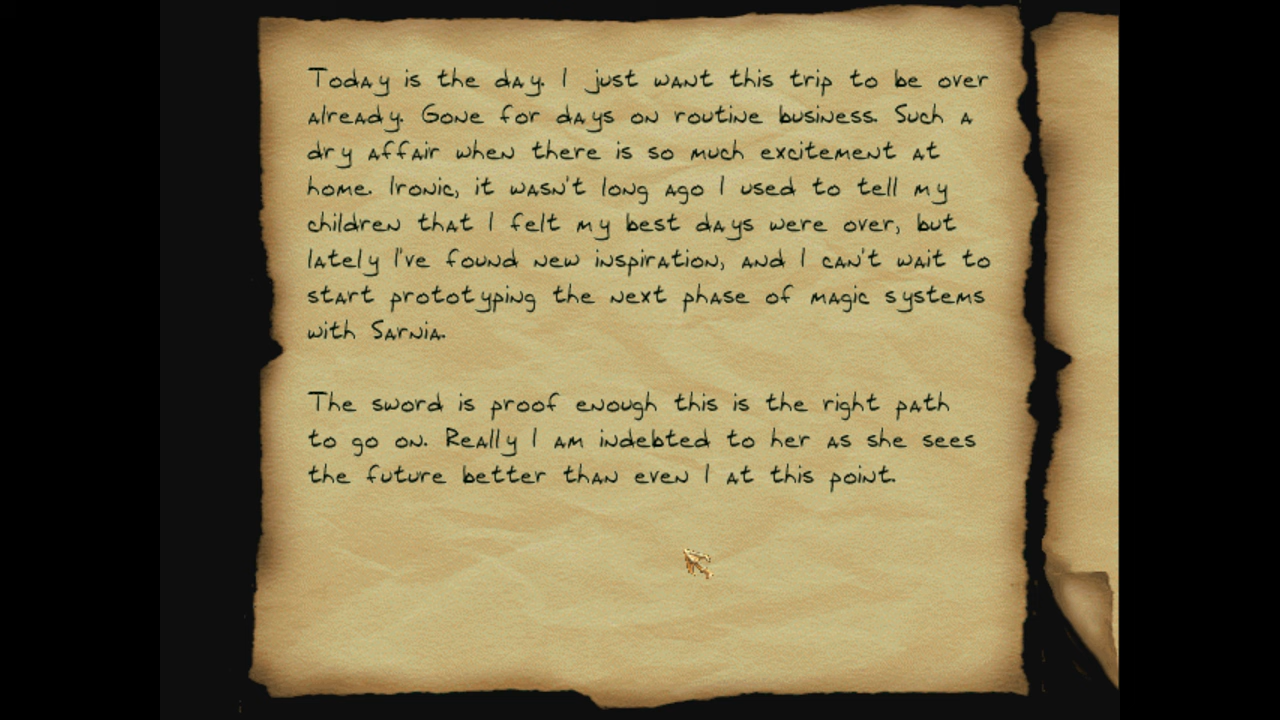 Today is the day. I just want this trip to be over
already. Gone for days on routine business. Such a
dry affair when there is so much excitement at
home. Ironic, it wasn't long ago I used to tell my
children that I felt my best days were over, but
lately I've found new inspiration, and I can't wait to
start prototyping the next phase of magic systems
with Sarnia.
The sword is proof enough this is the right path
to go on. Really I am indebted to her as she sees
the future better than even I at this point.